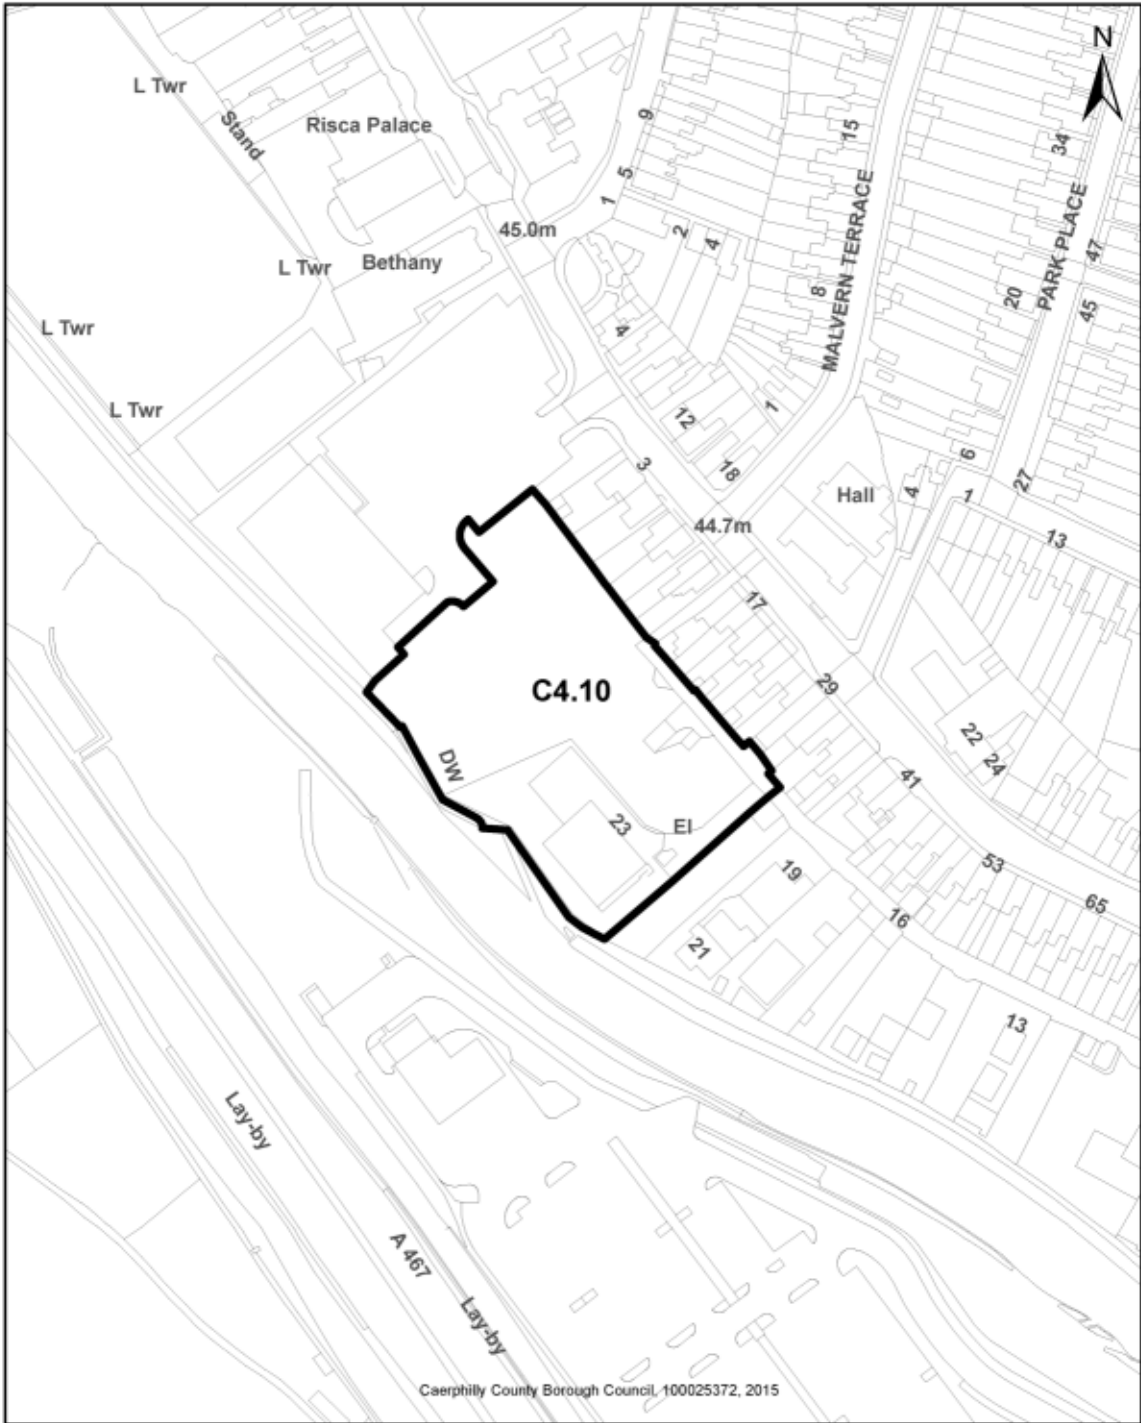 N
L Twr
Stand
Risca Palace
9
15
34
5
1
45.0m
2
4
MALVERN TERRACE
PARK PLACE
47
L Twr
Bethany
8
20
45
L Twr
4
L Twr
12
1
18
3
Hall
4
6
1
27
13
44.7m
17
C4.10
29
22
24
DW
41
23
El
19
53
65
16
21
13
Lay-by
A 467
Lay-by
Caerphilly County Borough Council, 100025372, 2015